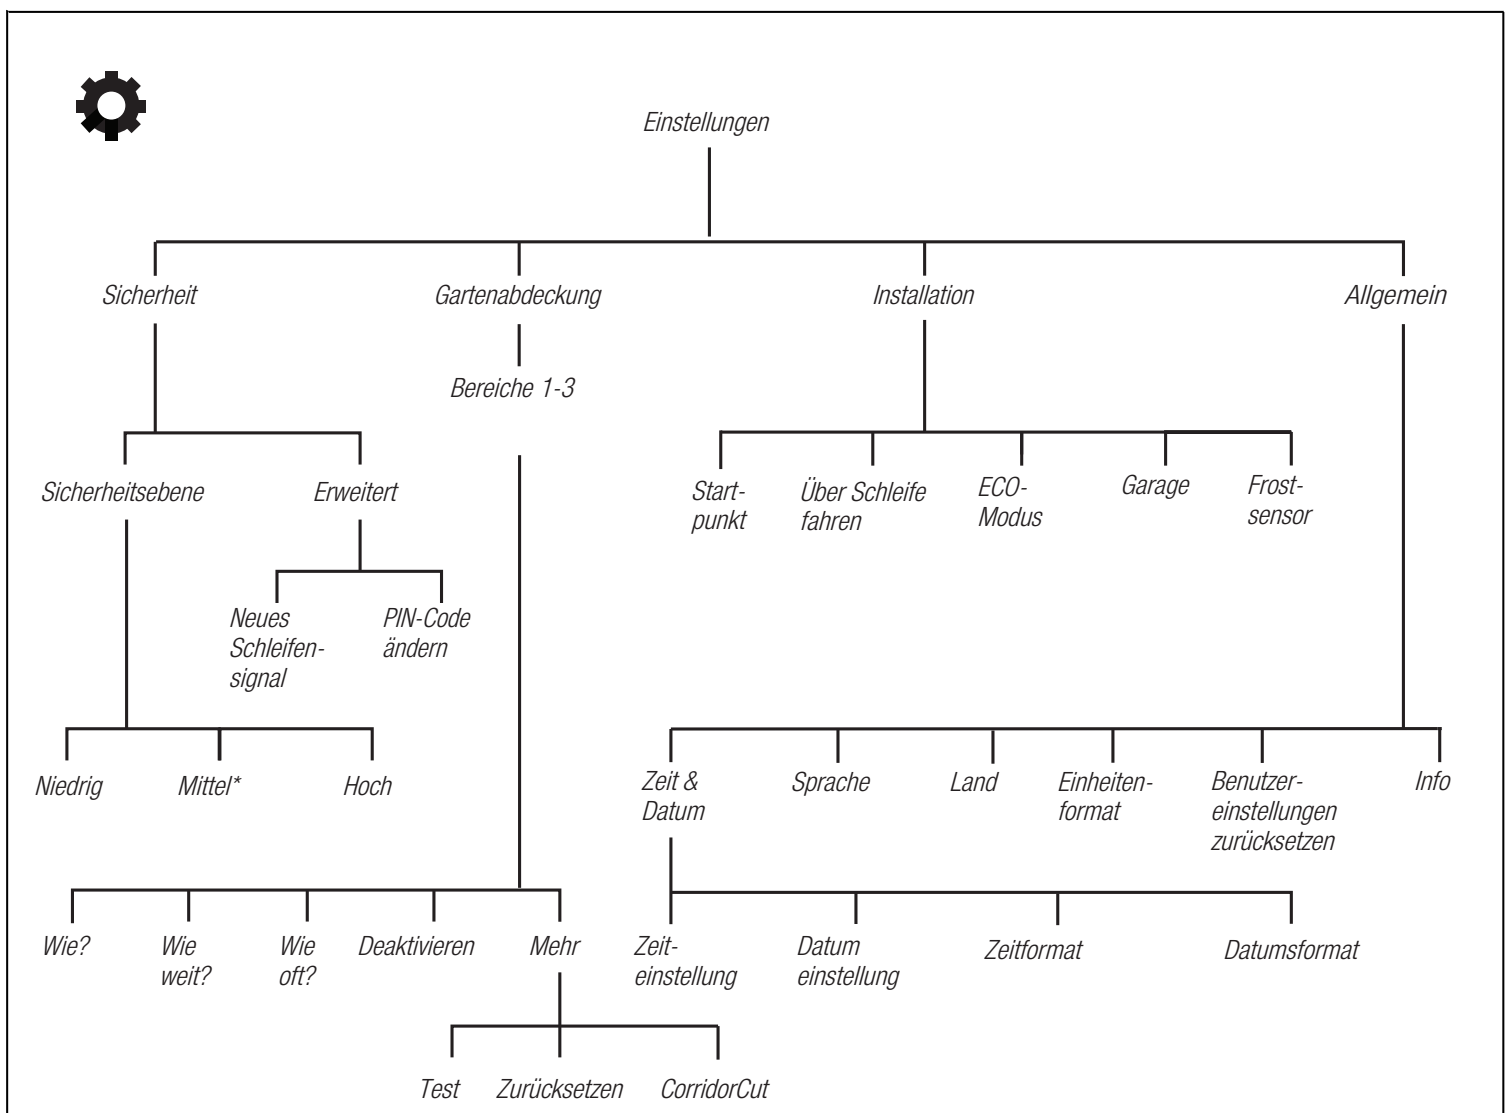 Einstellungen
Sicherheit
Gartenabdeckung
Installation
Allgemein
Bereiche 1-3
Sicherheitsebene
Erweitert
Start-
punkt
Über Schleife
fahren
ECO-
Modus
Garage
Frost-
sensor
Neues
Schleifen-
signal
PIN-Code
ändern
Niedrig
Mittel*
Hoch
Zeit &
Datum
Sprache
Land
Einheiten-
format
Benutzer-
einstellungen
zurücksetzen
Info
Wie?
Wie
weit?
Wie
oft?
Deaktivieren
Mehr
Zeit-
einstellung
Datum
einstellung
Zeitformat
Datumsformat
Test
Zurücksetzen
CorridorCut